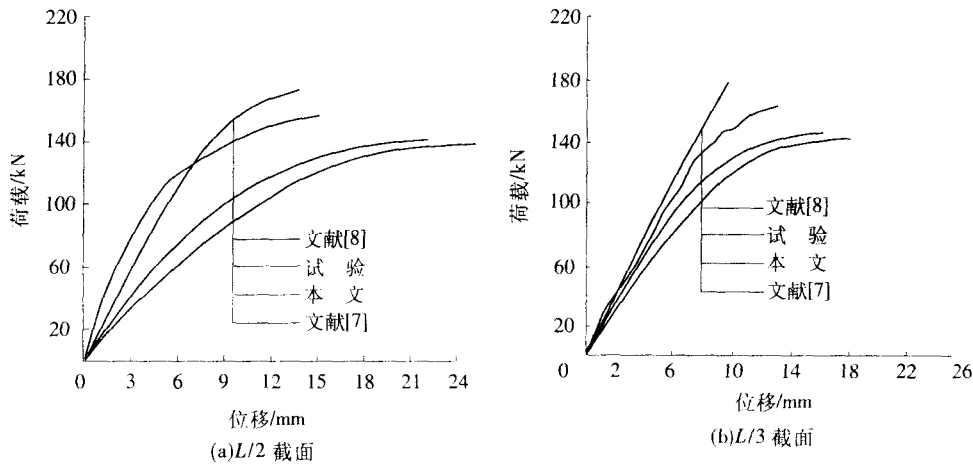 220
180
140
100
60
20
荷载/kN
文献[8]
试 验
本 文
文献[7]
0 3 6 9 12 15 18 21 24
位移/mm
(a)L/2 截面
220
180
140
100
60
20
荷载/kN
文献[8]
试 验
本 文
文献[7]
0 2 6 10 14 18 22 26
位移/mm
(b)L/3 截面